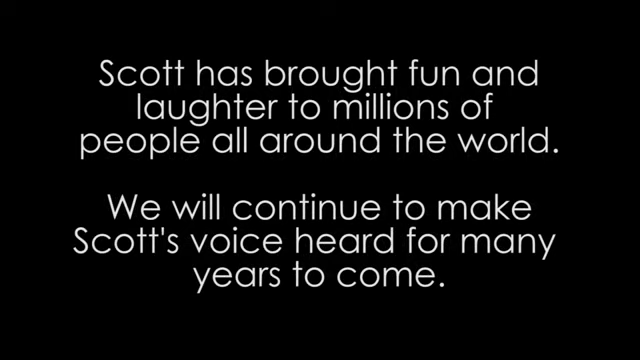 Scott has brought fun and
laughter to millions of
people all around the world.
We will continue to make
Scott's voice heard for many
years to come.